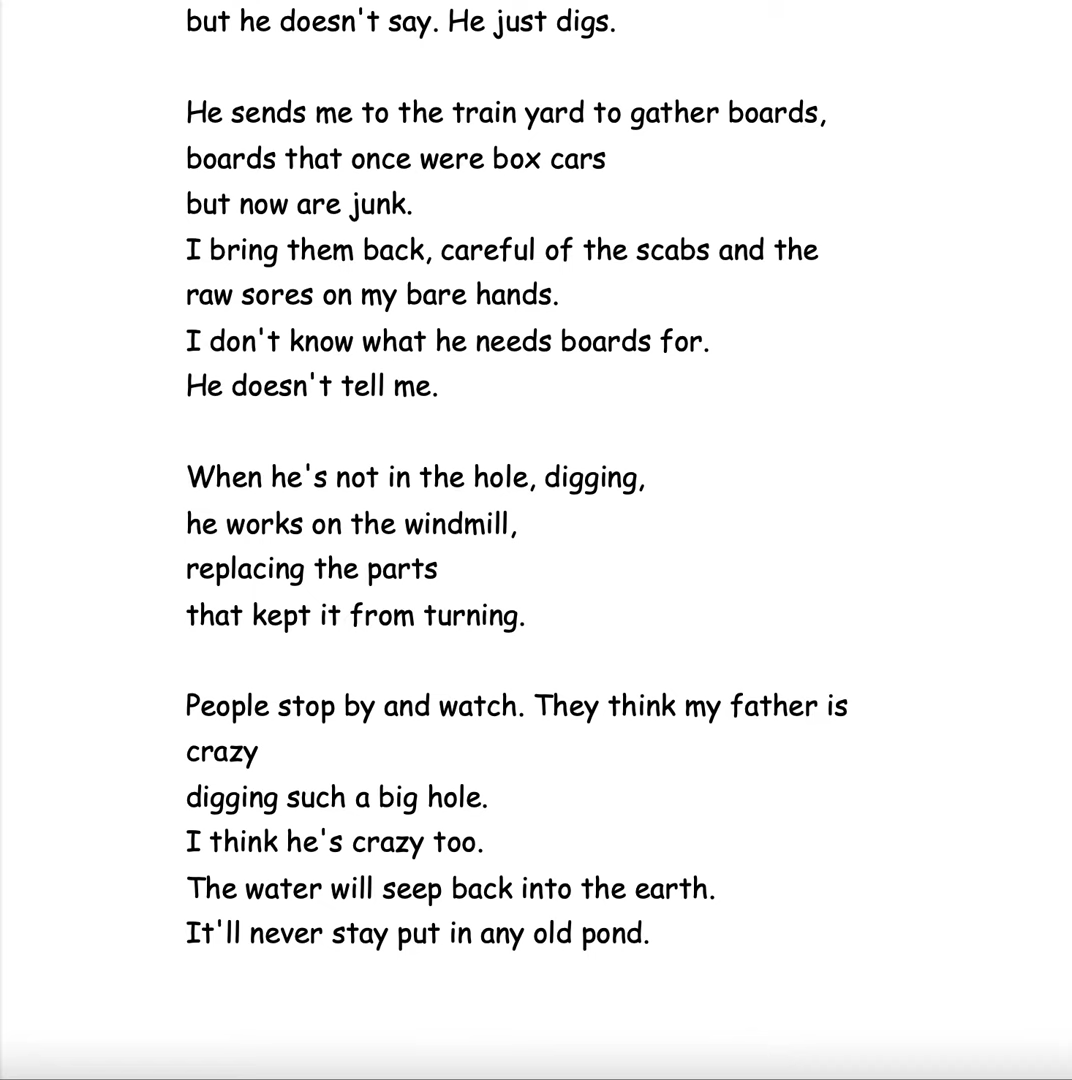 but he doesn't say. He just digs.
He sends me to the train yard to gather boards,
boards that once were box cars
but now are junk.
I bring them back, careful of the scabs and the
raw sores on my bare hands.
I don't know what he needs boards for.
He doesn't tell me.
When he's not in the hole, digging,
he works on the windmill,
replacing the parts
that kept it from turning.
People stop by and watch. They think my father is
crazy
digging such a big hole.
I think he's crazy too.
The water will seep back into the earth.
It'll never stay put in any old pond.